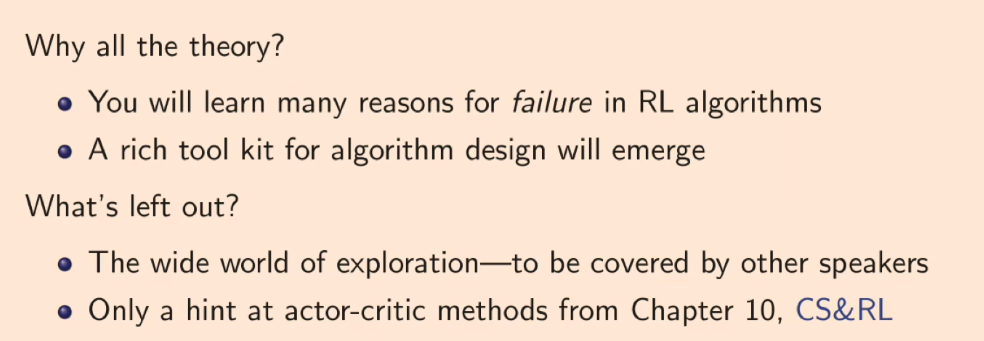 Why all the theory?
• You will learn many reasons for failure in RL algorithms
• A rich tool kit for algorithm design will emerge
What's left out?
• The wide world of exploration—to be covered by other speakers
• Only a hint at actor-critic methods from Chapter 10, CS&RL